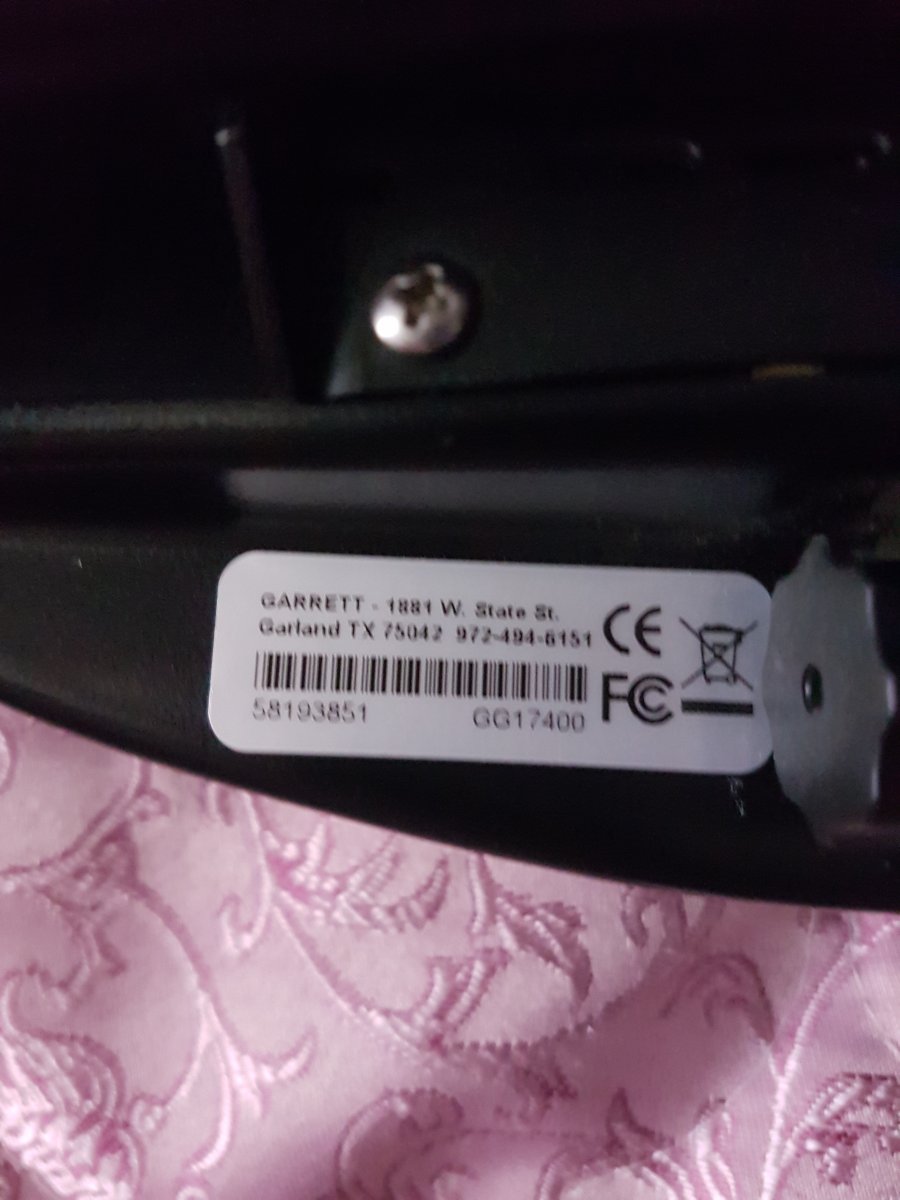 GARRETT - 1881 W. State St.
Garland TX 75042 972-494-6151
58193851 GG17400
CE
FC